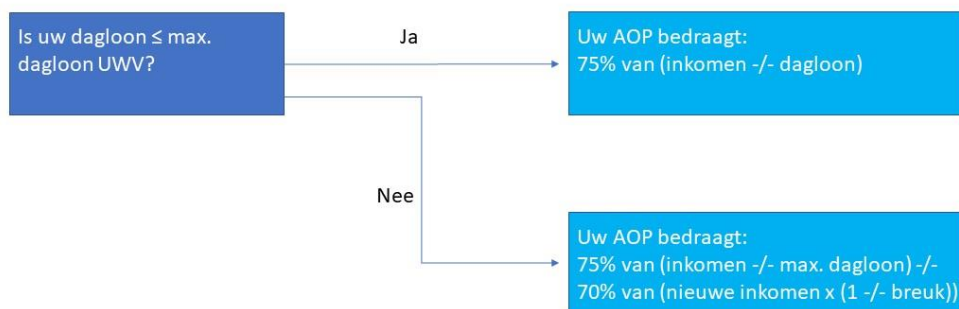 Is uw dagloon ≤ max.
dagloon UWV?
Ja
Uw AOP bedraagt:
75% van (inkomen -/- dagloon)
Nee
Uw AOP bedraagt:
75% van (inkomen -/- max. dagloon) -/-
70% van (nieuwe inkomen x (1 -/- breuk))